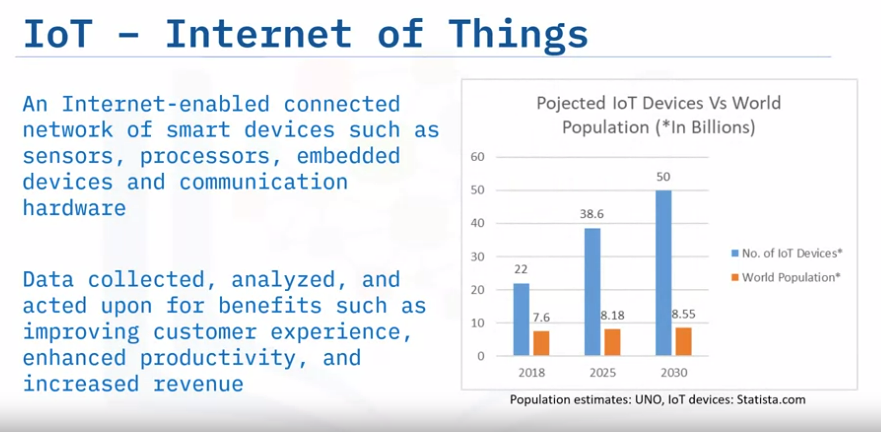 IoT – Internet of Things
An Internet-enabled connected
network of smart devices such as
sensors, processors, embedded
devices and communication
hardware
Data collected, analyzed, and
acted upon for benefits such as
improving customer experience,
enhanced productivity, and
increased revenue
Pojected IoT Devices Vs World
Population (*In Billions)
60
50
40
30
20
10
0
22
7.6
38.6
8.18
50
8.55
2018
2025
2030
No. of IoT Devices*
World Population*
Population estimates: UNO, IoT devices: Statista.com